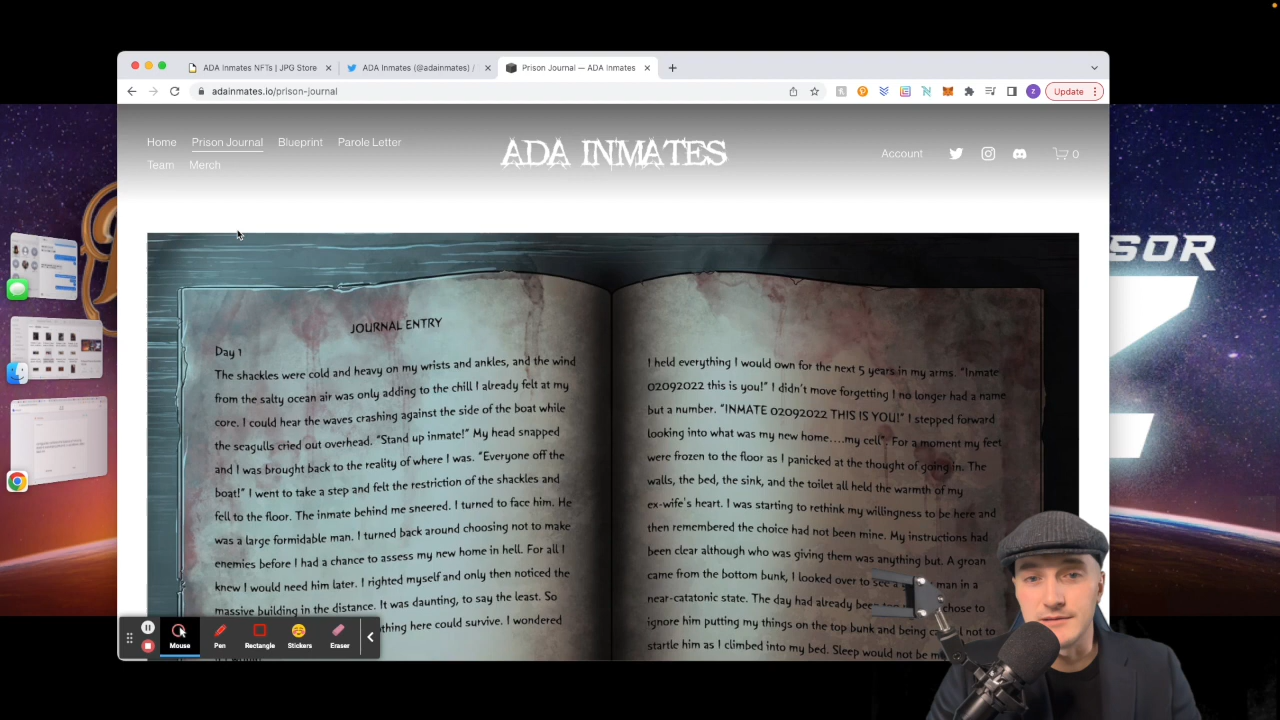 ADA Inmates NFTs | JPG Store
ADA Inmates (@adainmates) /
Prison Journal — ADA Inmates
adainmates.io/prison-journal
Z
Update
Home
Prison Journal
Blueprint
Parole Letter
Team
Merch
ADA INMATES
Account
0
SOR
JOURNAL ENTRY
Day 1
The shackles were cold and heavy on my wrists and ankles, and the wind
from the salty ocean air was only adding to the chill I already felt at my
core. I could hear the waves crashing against the side of the boat while
the seagulls cried out overhead. "Stand up inmate!" My head snapped
and I was brought back to the reality of where I was. "Everyone off the
boat!" I went to take a step and felt the restriction of the shackles and
fell to the floor. The inmate behind me sneered. I turned to face him. He
was a large formidable man. I turned back around choosing not to make
enemies before I had a chance to assess my new home in hell. For all I
knew I would need him later. I righted myself and only then noticed the
massive building in the distance. It was daunting, to say the least. So
thing here could survive. I wondered
I held everything I would own for the next 5 years in my arms. "Inmate
02092022 this is you!" I didn't move forgetting I no longer had a name
but a number. "INMATE 02092022 THIS IS YOU!" I stepped forward
looking into what was my new home....my cell". For a moment my feet
were frozen to the floor as I panicked at the thought of going in. The
walls, the bed, the sink, and the toilet all held the warmth of my
ex-wife's heart. I was starting to rethink my willingness to be here and
then remembered the choice had not been mine. My instructions had
been clear although who was giving them was anything but. A groan
came from the bottom bunk, I looked over to see a man in a
near-catatonic state. The day had already chose to
ignore him putting my things on the top bunk and being not to
startle him as I climbed into my bed. Sleep would not be
Mouse
Pen
Rectangle
Stickers
Eraser